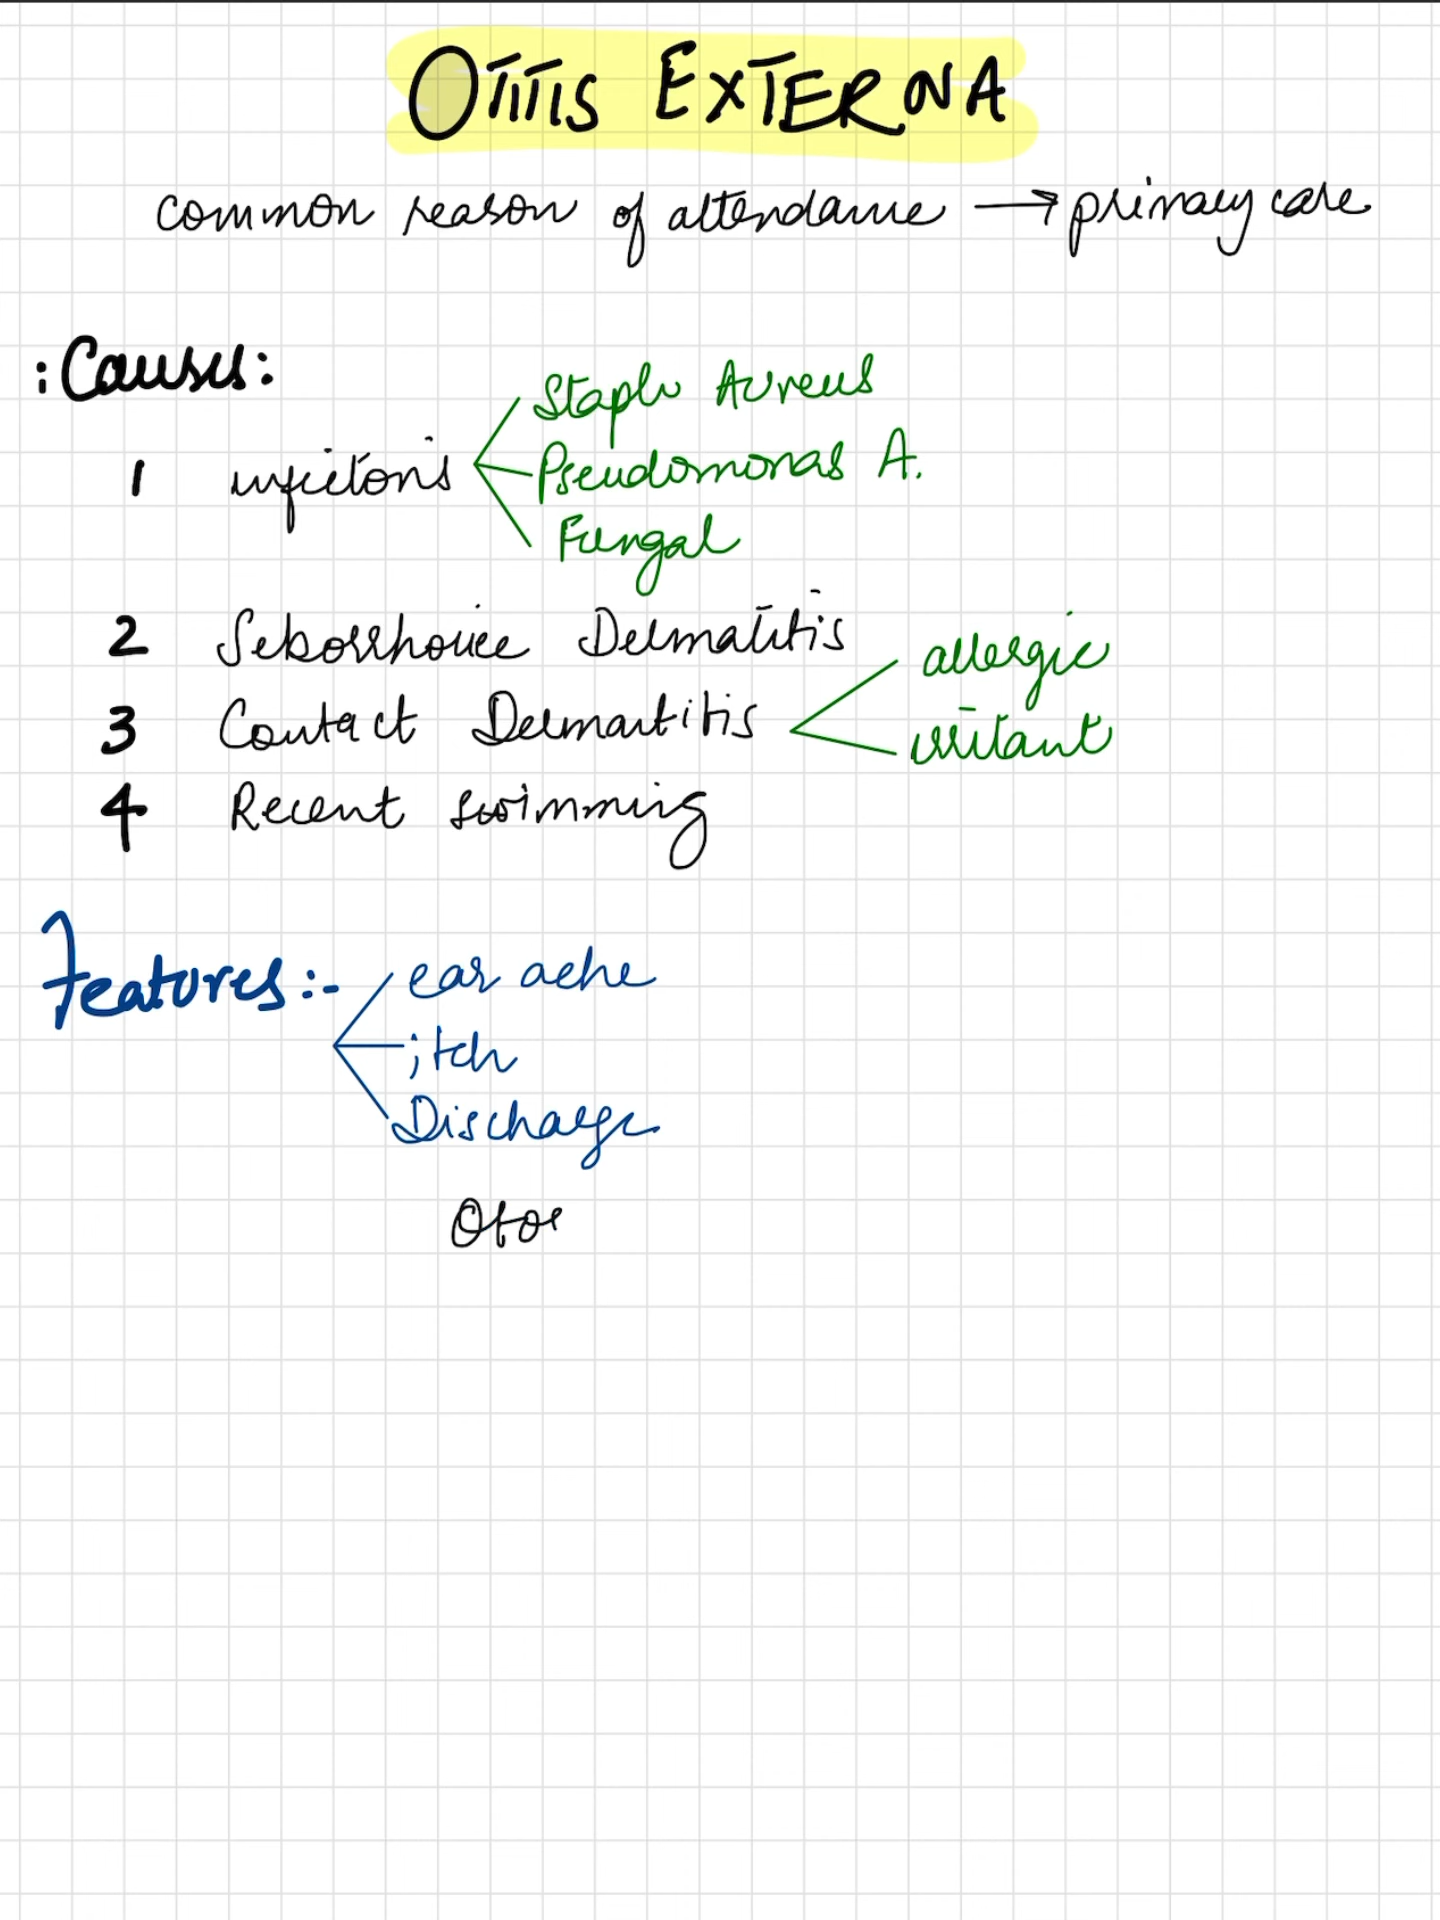 OTITIS EXTERNA
common reason of attendance → primary care
: Causes:
Staph Aureus
1 infections Pseudomonas A.
Fungal
2 Seborrhoeic Dermatitis
allergic
3 Contact Dermatitis
irritant
4 Recent swimming
Features:-
ear ache
itch
Discharge
Otos